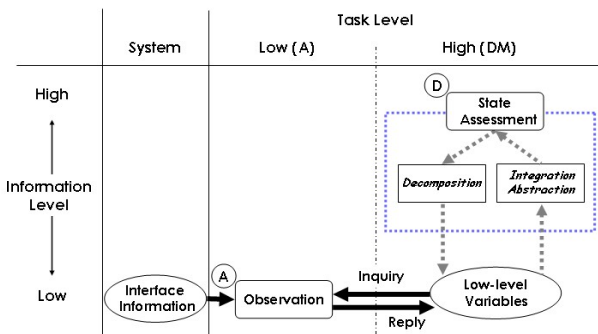 Task Level
System
Low (A)
High (DM)
High
Information
Level
Low
D
State
Assessment
Decomposition
Integration
Abstraction
A
Interface
Information
Observation
Inquiry
Reply
Low-level
Variables